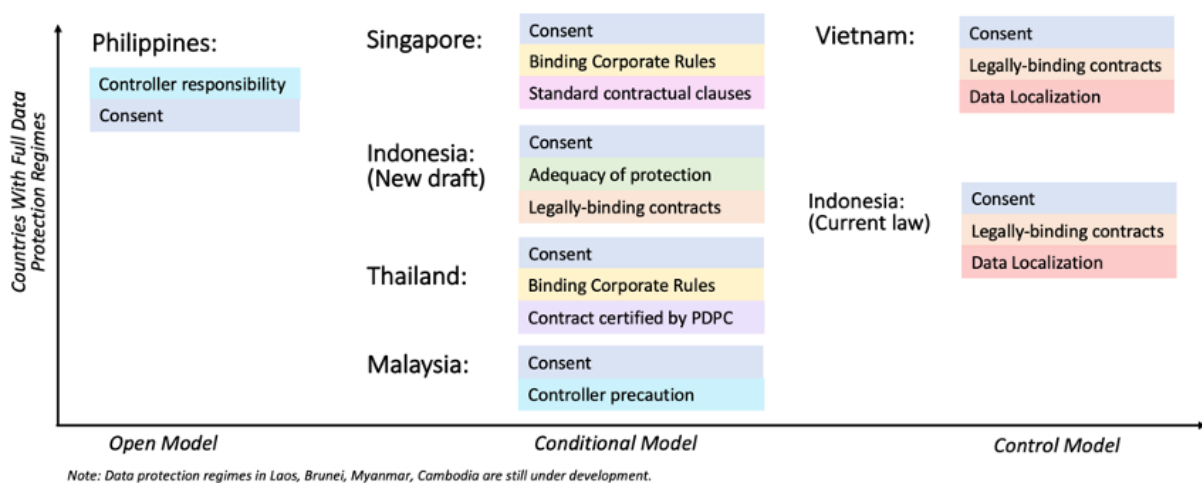 Countries With Full Data
Protection Regimes
Philippines:
Controller responsibility
Consent
Singapore:
Consent
Binding Corporate Rules
Standard contractual clauses
Indonesia:
(New draft)
Consent
Adequacy of protection
Legally-binding contracts
Thailand:
Consent
Binding Corporate Rules
Contract certified by PDPC
Malaysia:
Consent
Controller precaution
Vietnam:
Consent
Legally-binding contracts
Data Localization
Indonesia:
(Current law)
Consent
Legally-binding contracts
Data Localization
Open Model
Conditional Model
Control Model
Note: Data protection regimes in Laos, Brunei, Myanmar, Cambodia are still under development.